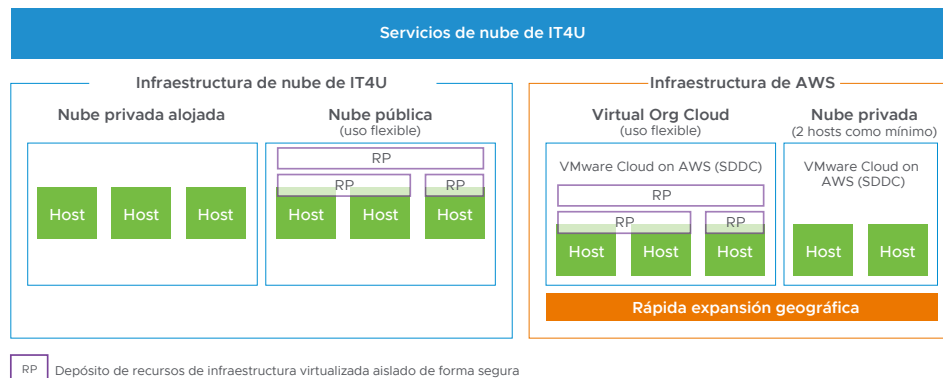 Servicios de nube de IT4U
Infraestructura de nube de IT4U
Nube privada alojada
Host
Host
Host
Nube pública
(uso flexible)
RP
RP
RP
Host
Host
Host
Infraestructura de AWS
Virtual Org Cloud
(uso flexible)
VMware Cloud on AWS (SDDC)
RP
RP
RP
Host
Host
Host
Nube privada
(2 hosts como mínimo)
VMware Cloud on
AWS (SDDC)
Host
Host
Rápida expansión geográfica
RP
Depósito de recursos de infraestructura virtualizada aislado de forma segura